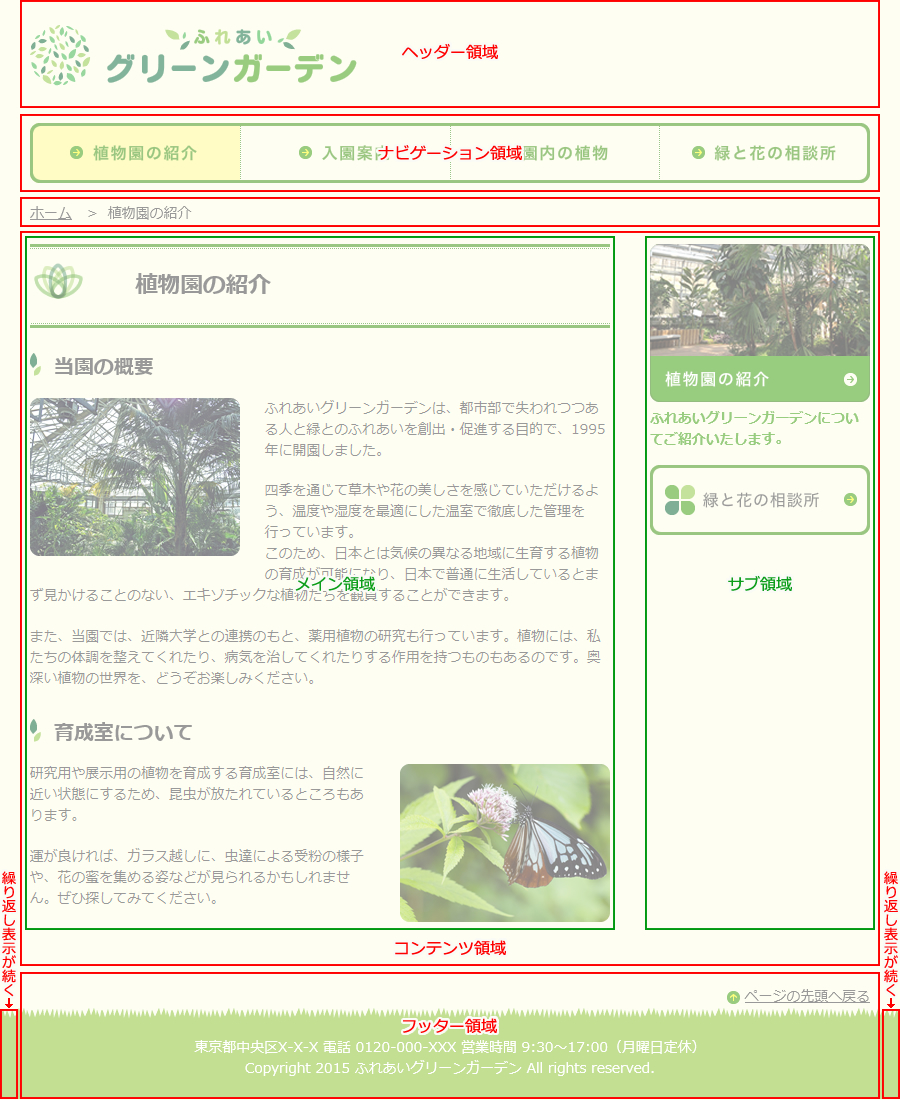 ふれあい
グリーンガーデン
ヘッダー領域
植物園の紹介
入園案
ナビゲーション領域
園内の植物
緑と花の相談所
ホーム > 植物園の紹介
植物園の紹介
当園の概要
ふれあいグリーンガーデンは、都市部で失われつつあ
る人と緑とのふれあいを創出・促進する目的で、1995
年に開園しました。
四季を通じて草木や花の美しさを感じていただけるよ
う、温度や湿度を最適にした温室で徹底した管理を
行っています。
このため、日本とは気候の異なる地域に生育する植物
の育成が可能になり、日本で普通に生活しているとま
ず見かけることのない、エキゾチックな植物たちを観賞することができます。
メイン領域
また、当園では、近隣大学との連携のもと、薬用植物の研究も行っています。植物には、私
たちの体調を整えてくれたり、病気を治してくれたりする作用を持つものもあるのです。奥
深い植物の世界を、どうぞお楽しみください。
育成室について
研究用や展示用の植物を育成する育成室には、自然に
近い状態にするため、昆虫が放たれているところもあ
ります。
運が良ければ、ガラス越しに、虫達による受粉の様子
や、花の蜜を集める姿などが見られるかもしれませ
ん。ぜひ探してみてください。
植物園の紹介
ふれあいグリーンガーデンについ
てご紹介いたします。
緑と花の相談所
サブ領域
コンテンツ領域
繰り返し表示が続く
繰り返し表示が続く
ページの先頭へ戻る
フッター領域
東京都中央区X-X-X 電話 0120-000-XXX 営業時間 9:30～17:00（月曜日定休）
Copyright 2015 ふれあいグリーンガーデン All rights reserved.